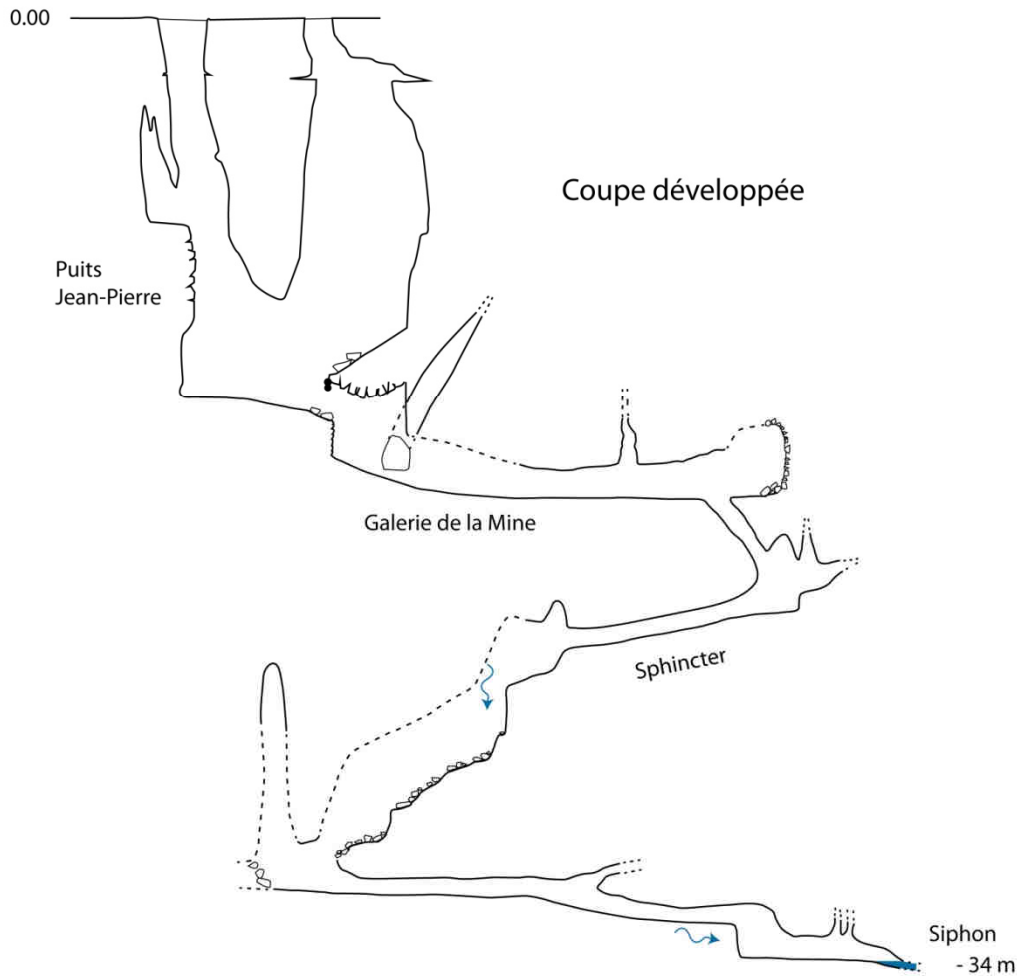 0.00
Coupe développée
Puits
Jean-Pierre
Galerie de la Mine
Sphincter
Siphon
- 34 m